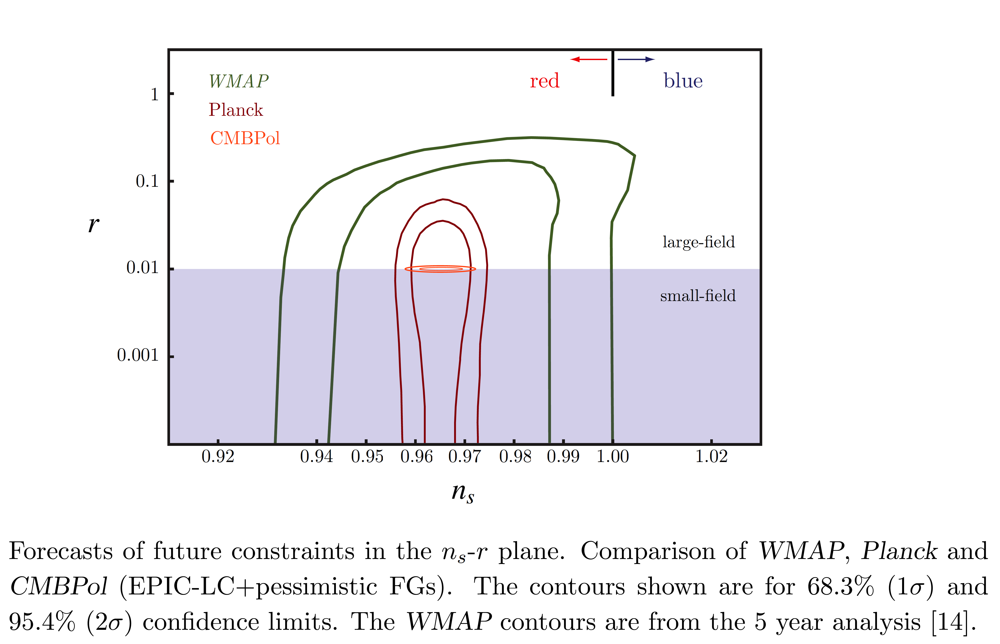 WMAP
Planck
CMBPol
red
blue
1
0.1
0.01
0.001
r
large-field
small-field
0.92 0.94 0.95 0.96 0.97 0.98 0.99 1.00 1.02
n_s
Forecasts of future constraints in the n_s-r plane. Comparison of WMAP, Planck and
CMBPol (EPIC-LC+pessimistic FGs). The contours shown are for 68.3% (1σ) and
95.4% (2σ) confidence limits. The WMAP contours are from the 5 year analysis [14].